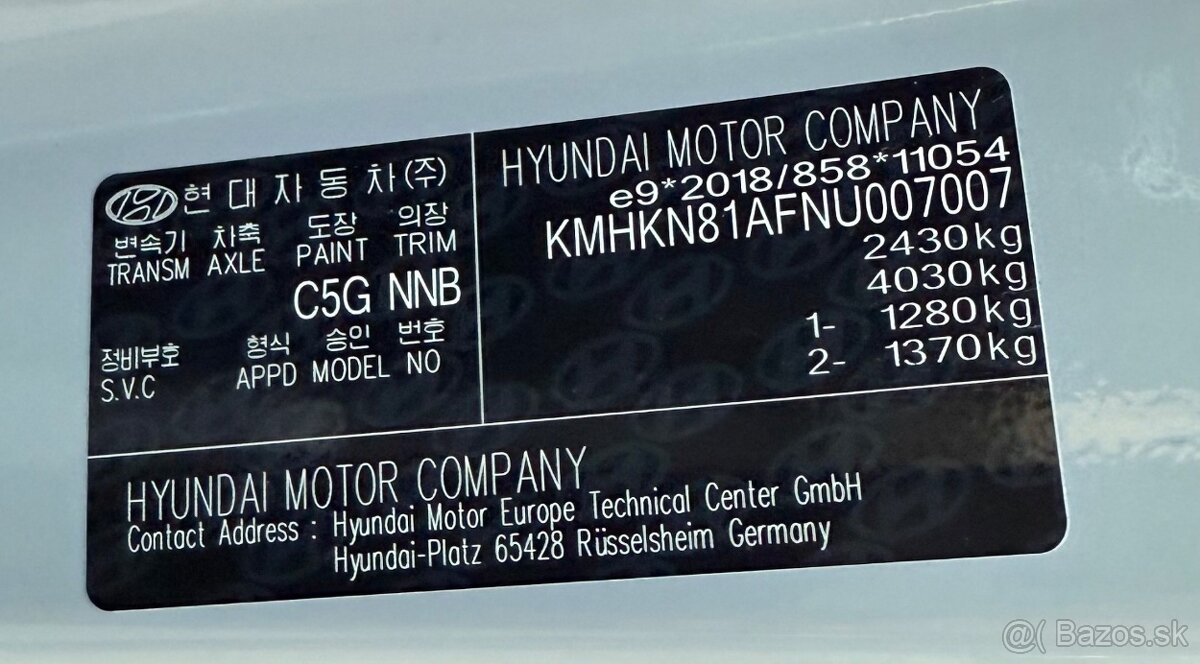 현대자동차(주)
변속기 차축 도장 의장
TRANSM AXLE PAINT TRIM
C5G NNB
정비부호 형식 승인 번호
S.V.C APPD MODEL NO
HYUNDAI MOTOR COMPANY
e9*2018/858*11054
KMHKN81AFNU007007
2430kg
4030kg
1- 1280kg
2- 1370kg
HYUNDAI MOTOR COMPANY
Contact Address : Hyundai Motor Europe Technical Center GmbH
Hyundai-Platz 65428 Rüsselsheim Germany
@( Bazos.sk